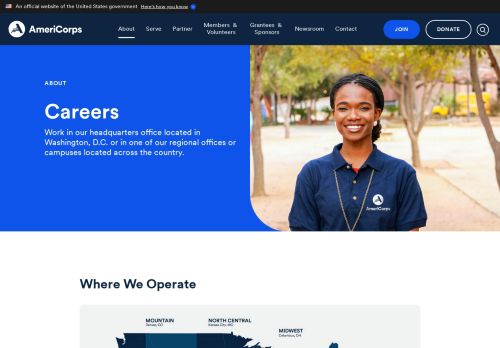 An official website of the United States government Here's how you know
AmeriCorps
About Serve Partner Members & Volunteers Grantees & Sponsors Newsroom Contact JOIN DONATE
ABOUT
Careers
Work in our headquarters office located in
Washington, D.C. or in one of our regional offices or
campuses located across the country.
AmeriCorps
Where We Operate
MOUNTAIN
Denver, CO
NORTH CENTRAL
Kansas City, MO
MIDWEST
Columbus, OH